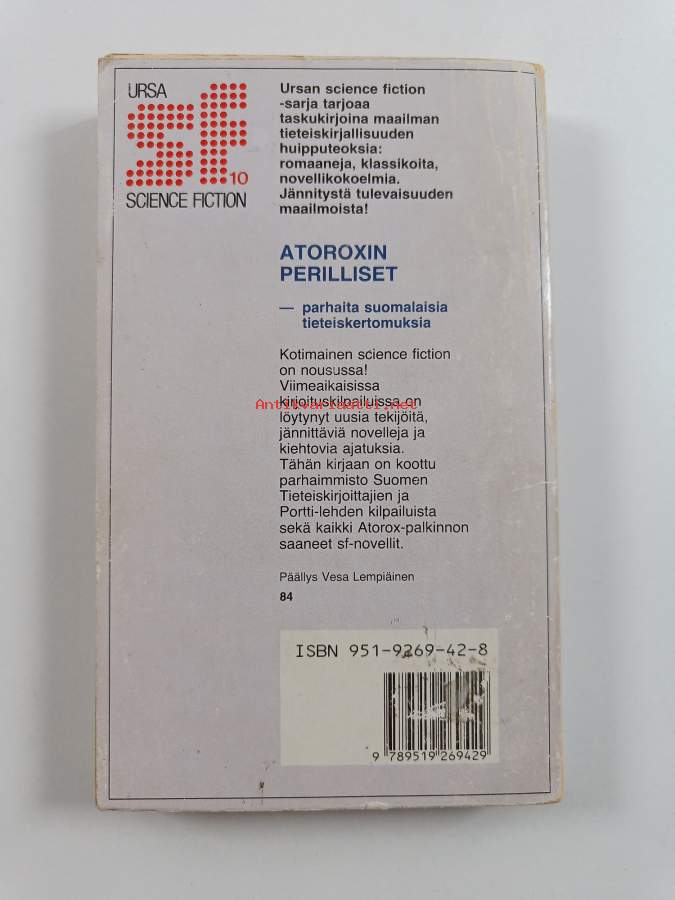 URSA
sf
10
SCIENCE FICTION
Ursan science fiction
-sarja tarjoaa
taskukirjoina maailman
tieteiskirjallisuuden
huipputeoksia:
romaaneja, klassikoita,
novellikokoelmia.
Jännitystä tulevaisuuden
maailmoista!
ATOROXIN
PERILLISET
— parhaita suomalaisia
tieteiskertomuksia
Kotimainen science fiction
on nousussa!
Viimeaikaisissa
kirjoituskilpailuissa on
Antikvariaatti.net
löytynyt uusia tekijöitä,
jännittäviä novelleja ja
kiehtovia ajatuksia.
Tähän kirjaan on koottu
parhaimmisto Suomen
Tieteiskirjoittajien ja
Portti-lehden kilpailuista
sekä kaikki Atorox-palkinnon
saaneet sf-novellit.
Päällys Vesa Lempiäinen
84
ISBN 951-9269-42-8
9 789519 269429